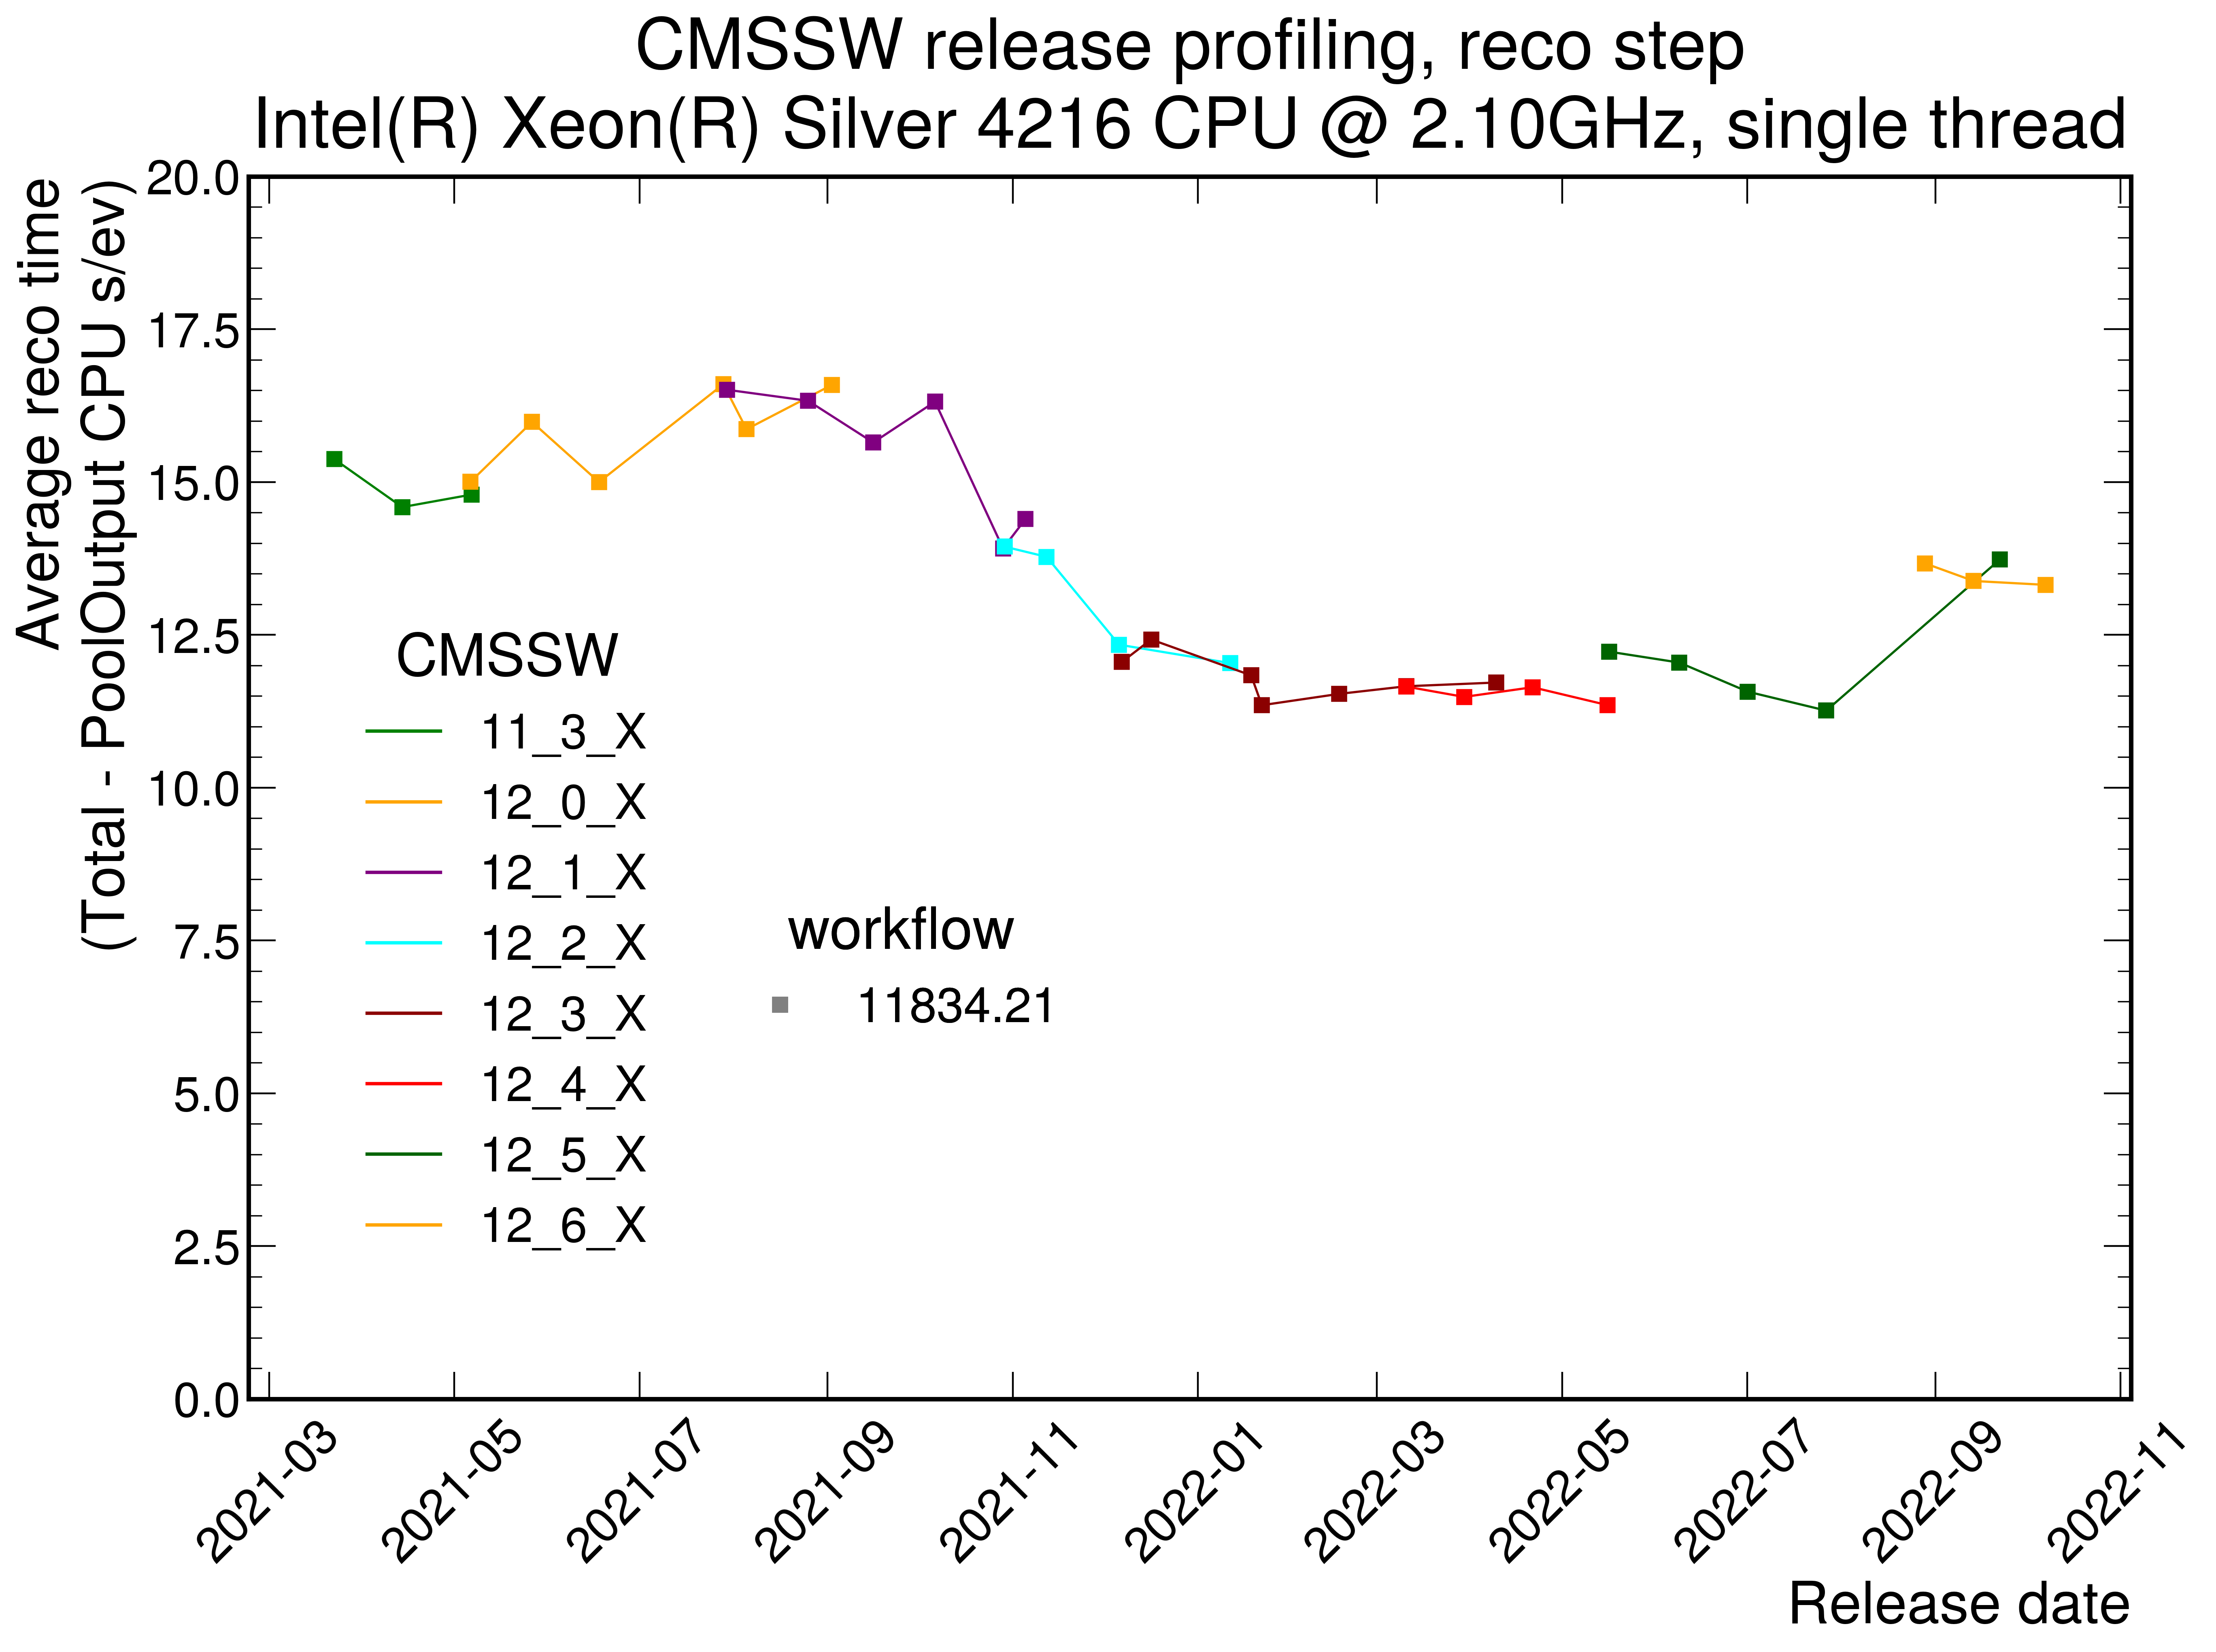 CMSSW release profiling, reco step
Intel(R) Xeon(R) Silver 4216 CPU @ 2.10GHz, single thread
Average reco time
(Total - PoolOutput CPU s/ev)
20.0
17.5
15.0
12.5
10.0
7.5
5.0
2.5
0.0
CMSSW
11_3_X
12_0_X
12_1_X
12_2_X
12_3_X
12_4_X
12_5_X
12_6_X
workflow
11834.21
2021-03
2021-05
2021-07
2021-09
2021-11
2022-01
2022-03
2022-05
2022-07
2022-09
2022-11
Release date